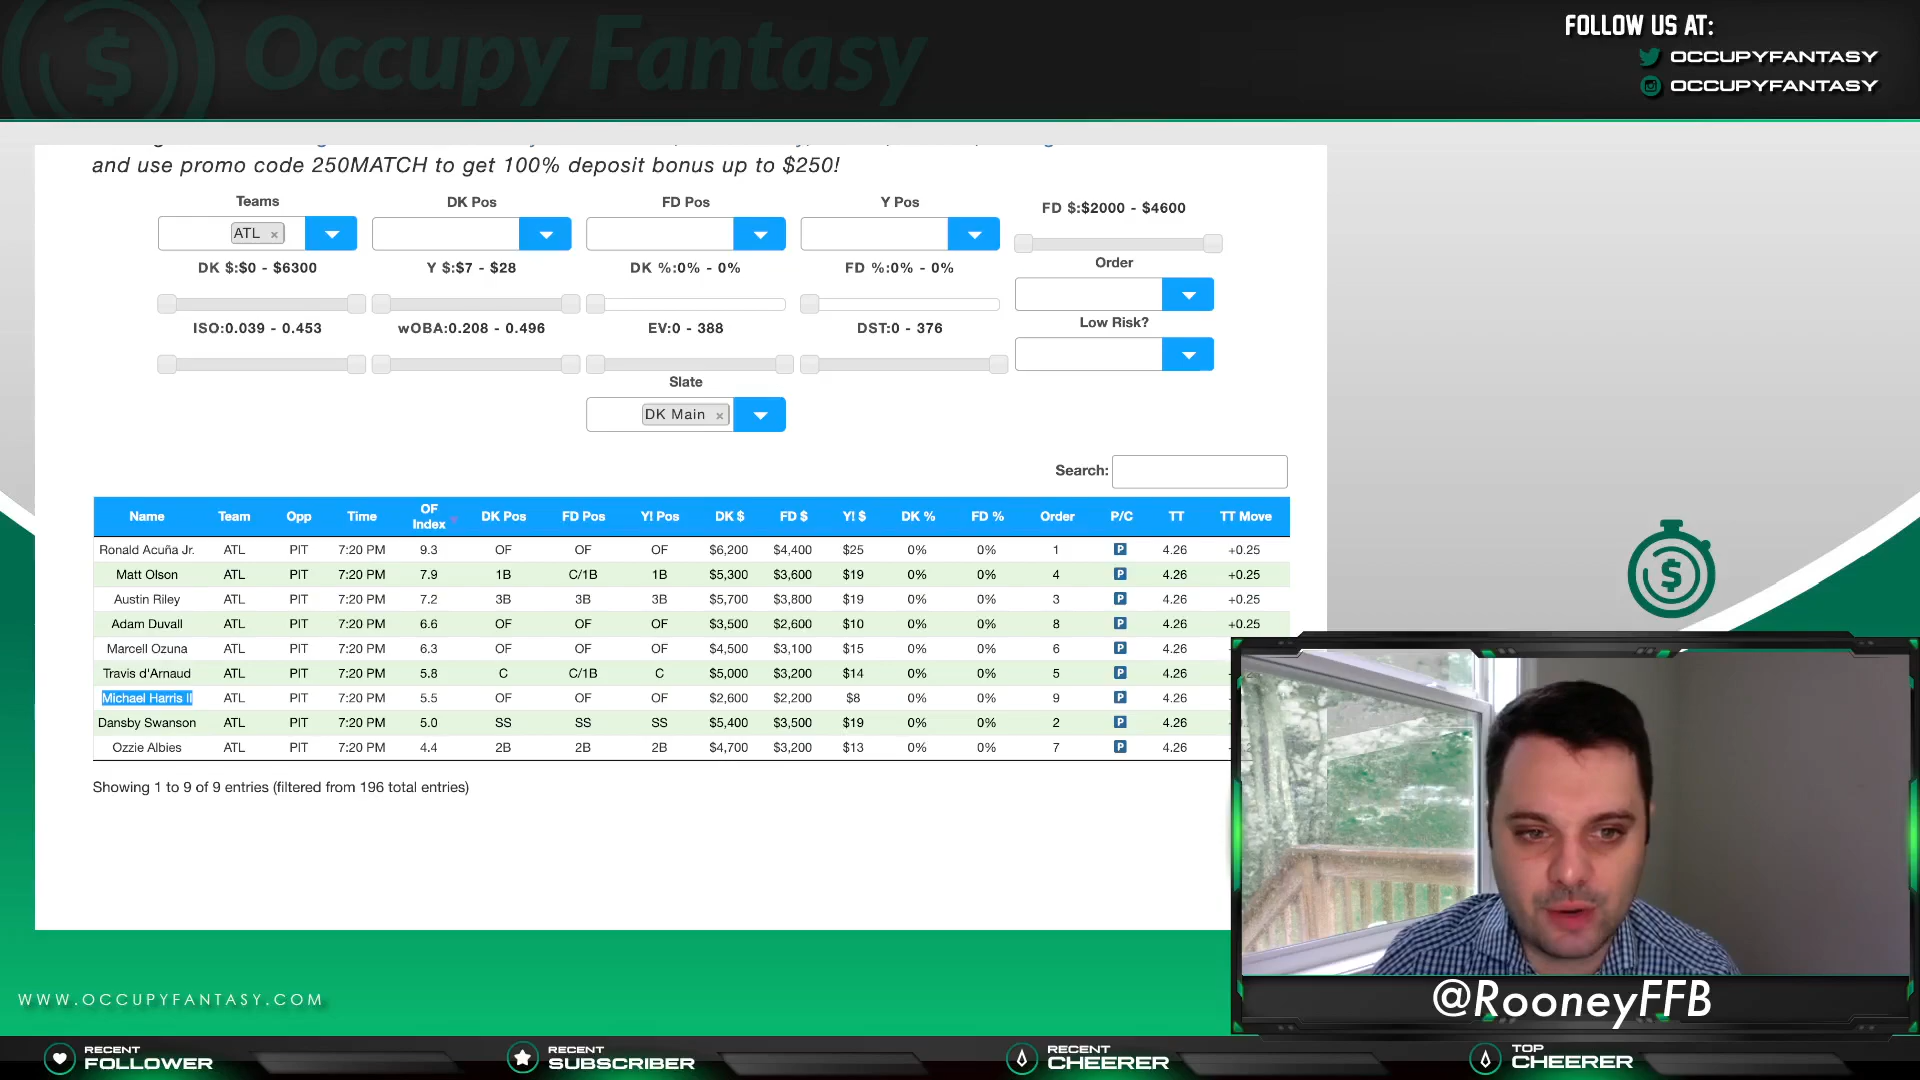 Occupy Fantasy
FOLLOW US AT:
OCCUPYFANTASY
OCCUPYFANTASY
and use promo code 250MATCH to get 100% deposit bonus up to $250!
Teams DK Pos FD Pos Y Pos FD $:$2000 - $4600
ATL ×
DK $:$0 - $6300 Y $:$7 - $28 DK %:0% - 0% FD %:0% - 0% Order
ISO:0.039 - 0.453 wOBA:0.208 - 0.496 EV:0 - 388 DST:0 - 376 Low Risk?
Slate
DK Main ×
Search:
Name Team Opp Time OF Index DK Pos FD Pos Y! Pos DK $ FD $ Y! $ DK % FD % Order P/C TT TT Move
Ronald Acuña Jr. ATL PIT 7:20 PM 9.3 OF OF OF $6,200 $4,400 $25 0% 0% 1 P 4.26 +0.25
Matt Olson ATL PIT 7:20 PM 7.9 1B C/1B 1B $5,300 $3,600 $19 0% 0% 4 P 4.26 +0.25
Austin Riley ATL PIT 7:20 PM 7.2 3B 3B 3B $5,700 $3,800 $19 0% 0% 3 P 4.26 +0.25
Adam Duvall ATL PIT 7:20 PM 6.6 OF OF OF $3,500 $2,600 $10 0% 0% 8 P 4.26 +0.25
Marcell Ozuna ATL PIT 7:20 PM 6.3 OF OF OF $4,500 $3,100 $15 0% 0% 6 P 4.26
Travis d'Arnaud ATL PIT 7:20 PM 5.8 C C/1B C $5,000 $3,200 $14 0% 0% 5 P 4.26
Michael Harris II ATL PIT 7:20 PM 5.5 OF OF OF $2,600 $2,200 $8 0% 0% 9 P 4.26
Dansby Swanson ATL PIT 7:20 PM 5.0 SS SS SS $5,400 $3,500 $19 0% 0% 2 P 4.26
Ozzie Albies ATL PIT 7:20 PM 4.4 2B 2B 2B $4,700 $3,200 $13 0% 0% 7 P 4.26
Showing 1 to 9 of 9 entries (filtered from 196 total entries)
WWW.OCCUPYFANTASY.COM
@RooneyFFB
RECENT FOLLOWER
RECENT SUBSCRIBER
RECENT CHEERER
TOP CHEERER